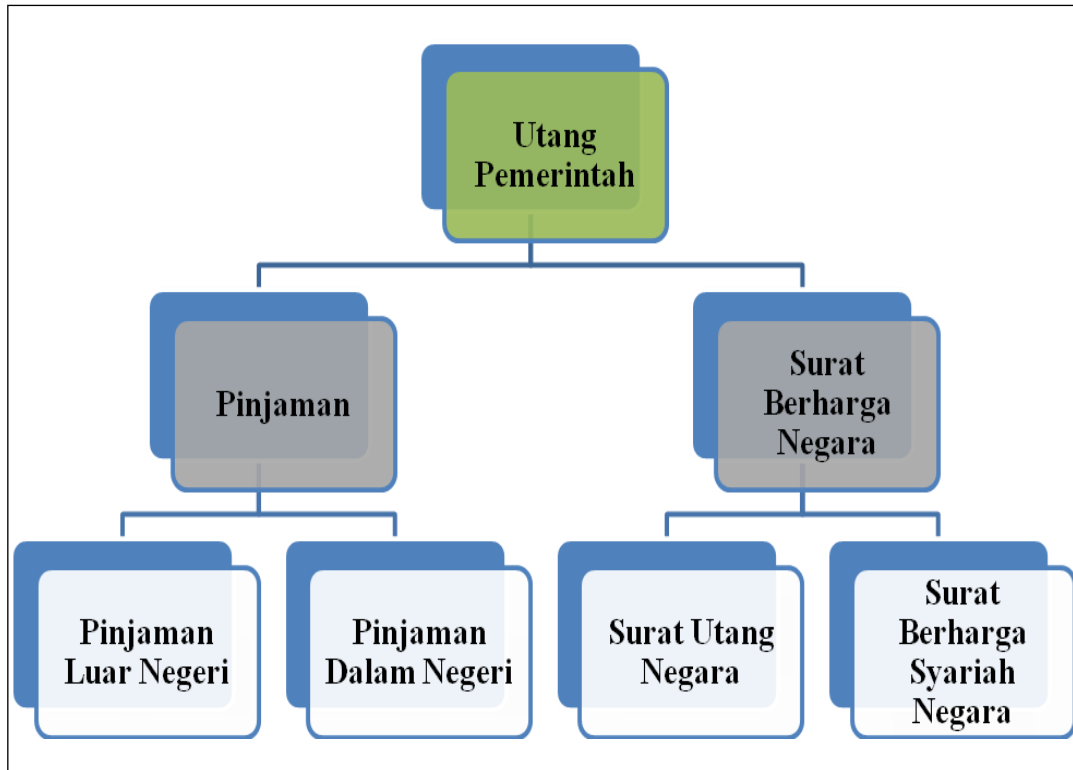 Utang
Pemerintah
Pinjaman
Surat
Berharga
Negara
Pinjaman
Luar Negeri
Pinjaman
Dalam Negeri
Surat Utang
Negara
Surat
Berharga
Syariah
Negara